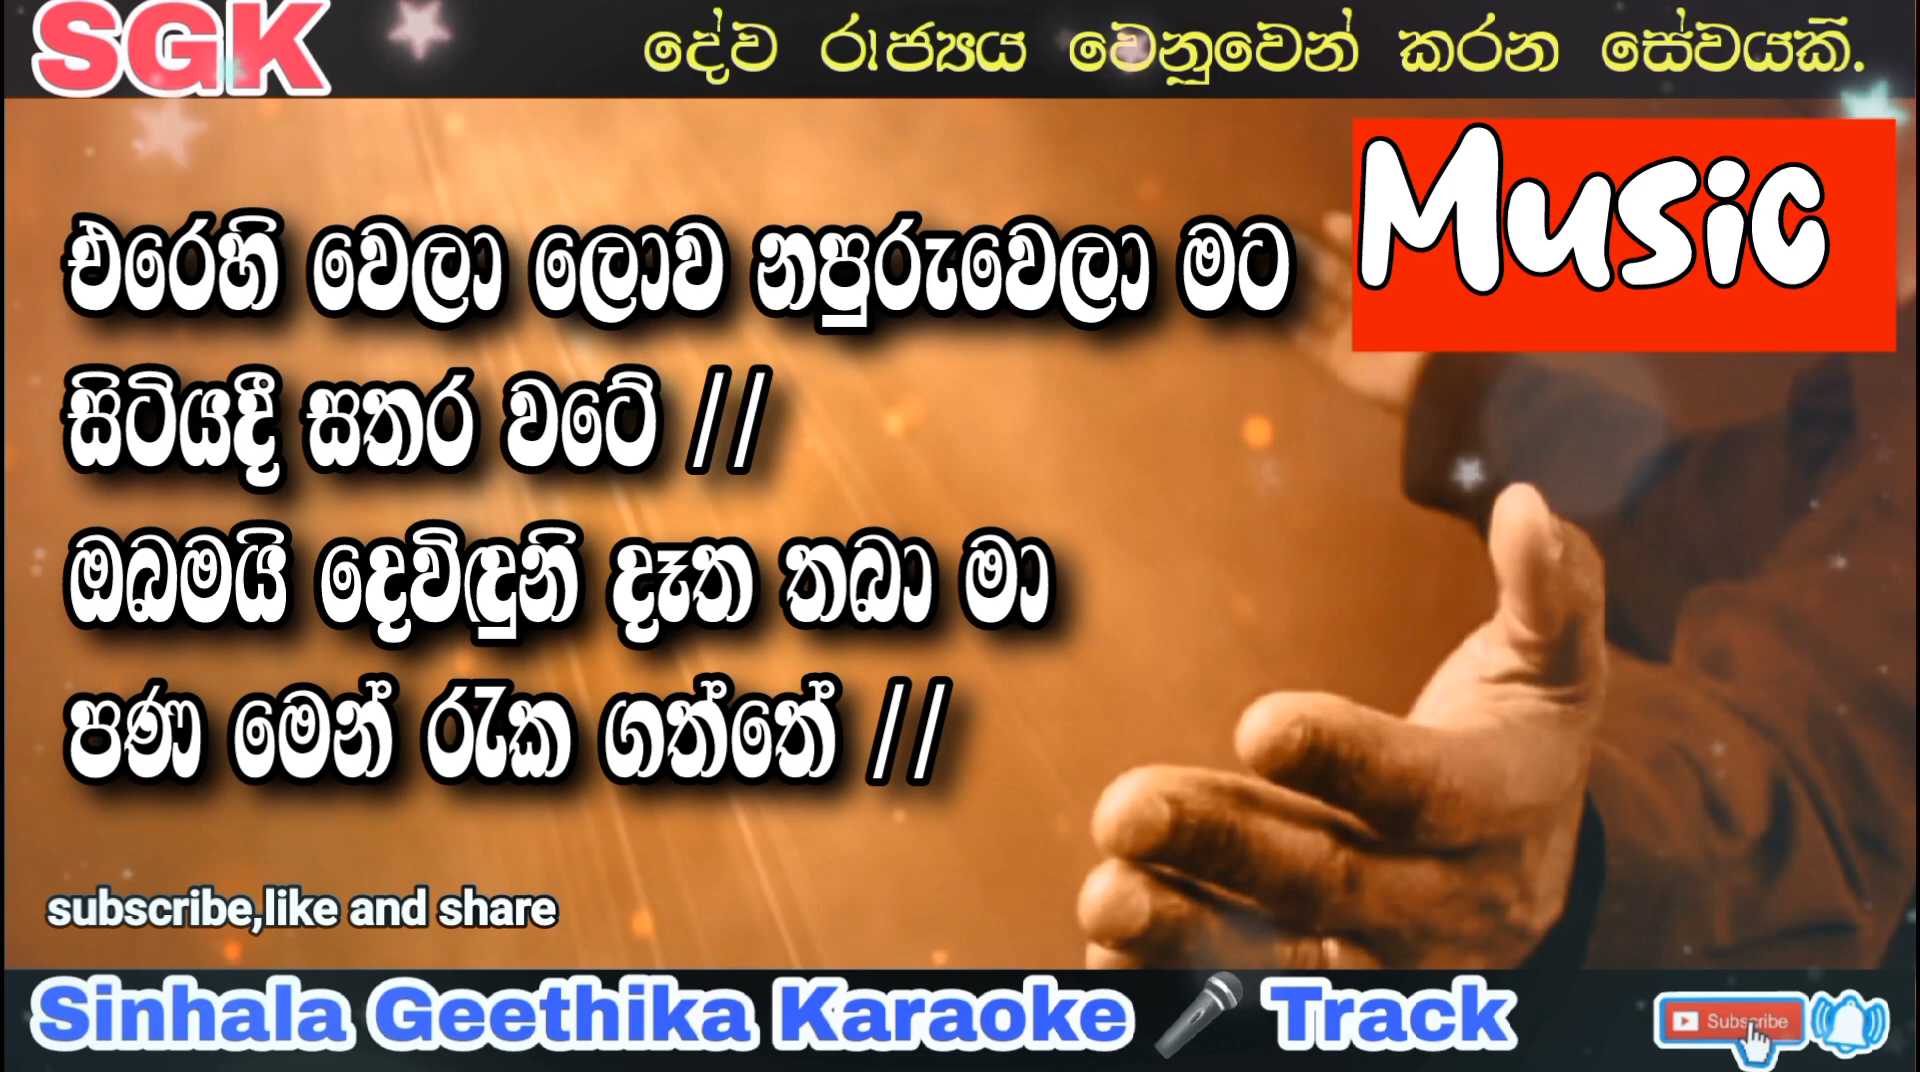 SGK
දේව රාජ්‍යය වෙනුවෙන් කරන සේවයකි.
Music
එරෙහි වෙලා ලොව නපුරුවෙලා මට
සිටියදී සතර වටේ //
ඔබමයි දෙවිඳුනි දෑත තබා මා
පණ මෙන් රැක ගත්තේ //
subscribe,like and share
Sinhala Geethika Karaoke Track
Subscribe